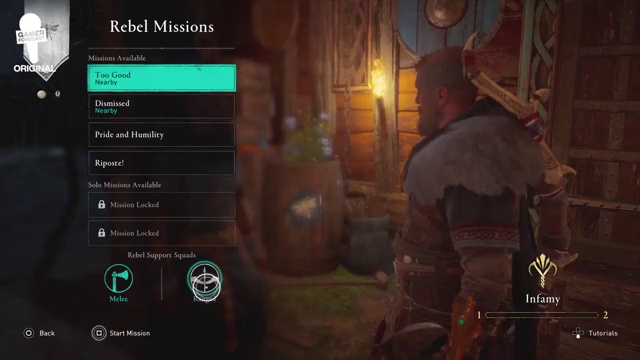 GAMER
ORIGINAL
Rebel Missions
Missions Available
Too Good
Nearby
Dismissed
Nearby
Pride and Humility
Riposte!
Solo Missions Available
Mission Locked
Mission Locked
Rebel Support Squads
Melee
Infamy
1
2
Back
Start Mission
Tutorials